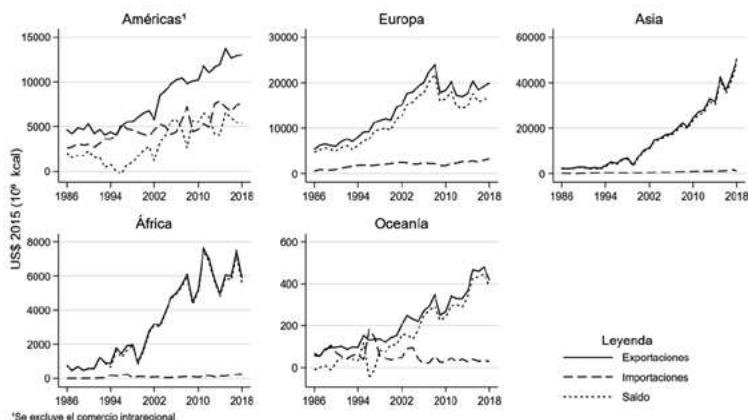 Américas¹
Europa
Asia
15000
10000
5000
0
1986 1994 2002 2010 2018
30000
20000
10000
0
1986 1994 2002 2010 2018
60000
40000
20000
0
1986 1994 2002 2010 2018
África
Oceanía
US$ 2015 (10⁶ kcal)
8000
6000
4000
2000
0
1986 1994 2002 2010 2018
600
400
200
0
1986 1994 2002 2010 2018
Leyenda
Exportaciones
Importaciones
Saldo
¹Se excluye el comercio intraregional